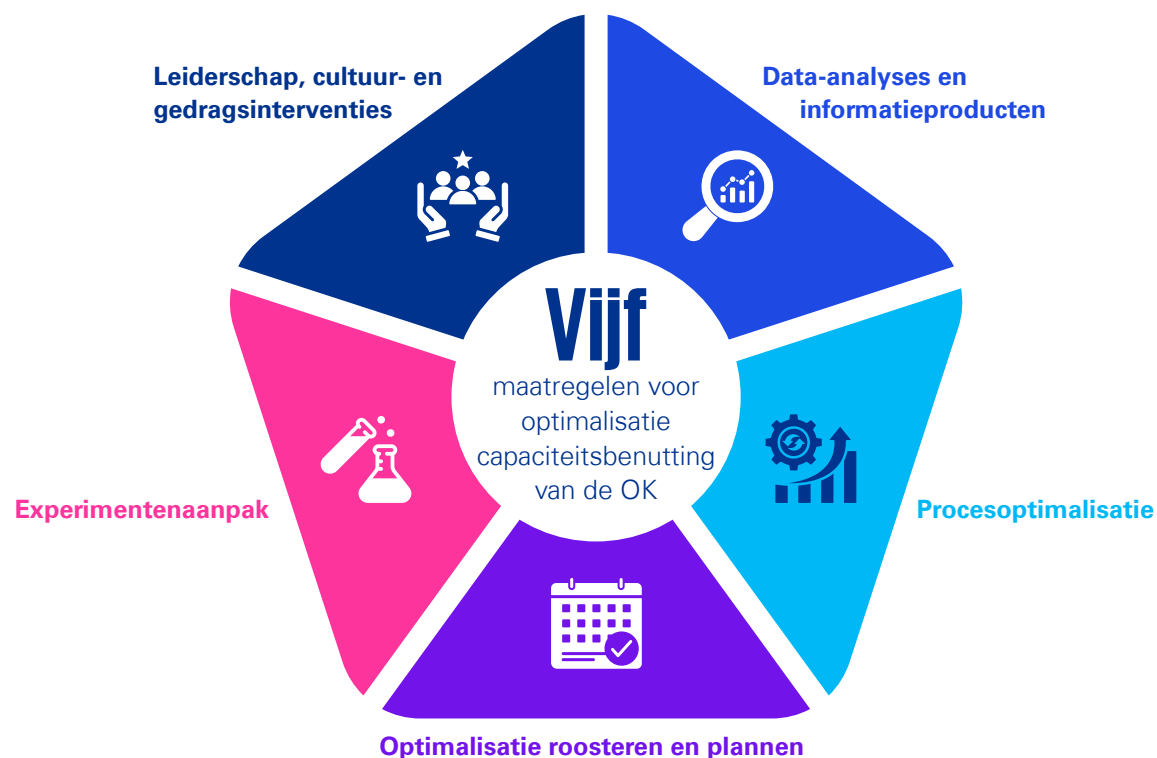 Leiderschap, cultuur- en
gedragsinterventies
Data-analyses en
informatieproducten
Vijf
maatregelen voor
optimalisatie
capaciteitsbenutting
van de OK
Experimentenaanpak
Procesoptimalisatie
Optimalisatie roosteren en plannen